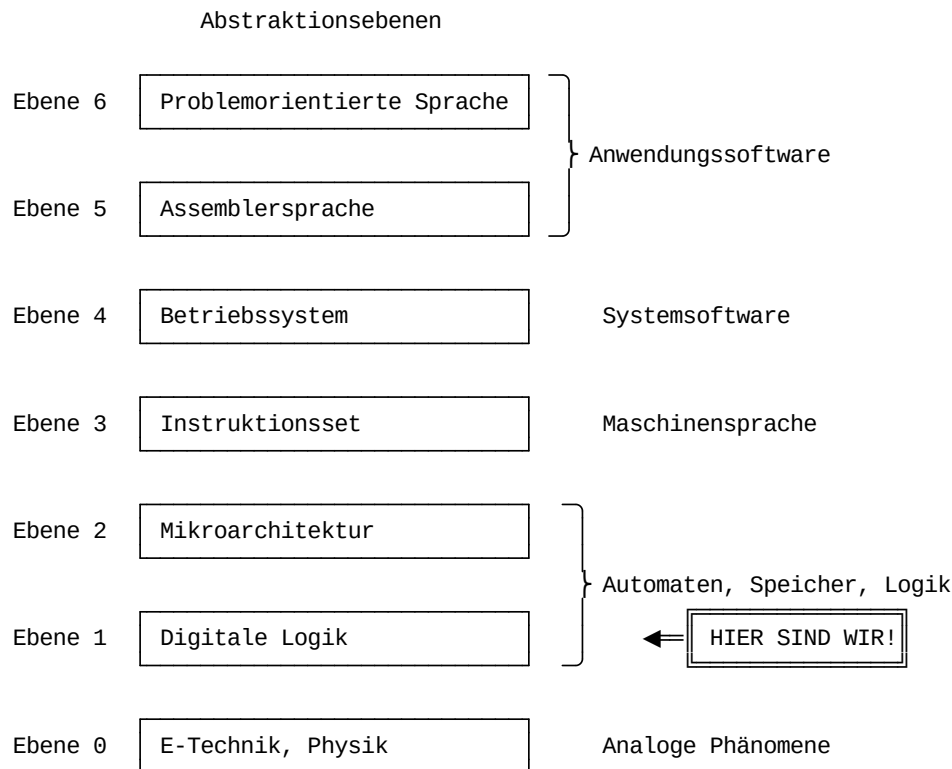 Abstraktionsebenen
Ebene 6 Problemorientierte Sprache
Anwendungssoftware
Ebene 5 Assemblersprache
Ebene 4 Betriebssystem Systemsoftware
Ebene 3 Instruktionsset Maschinensprache
Ebene 2 Mikroarchitektur
Automaten, Speicher, Logik
Ebene 1 Digitale Logik HIER SIND WIR!
Ebene 0 E-Technik, Physik Analoge Phänomene